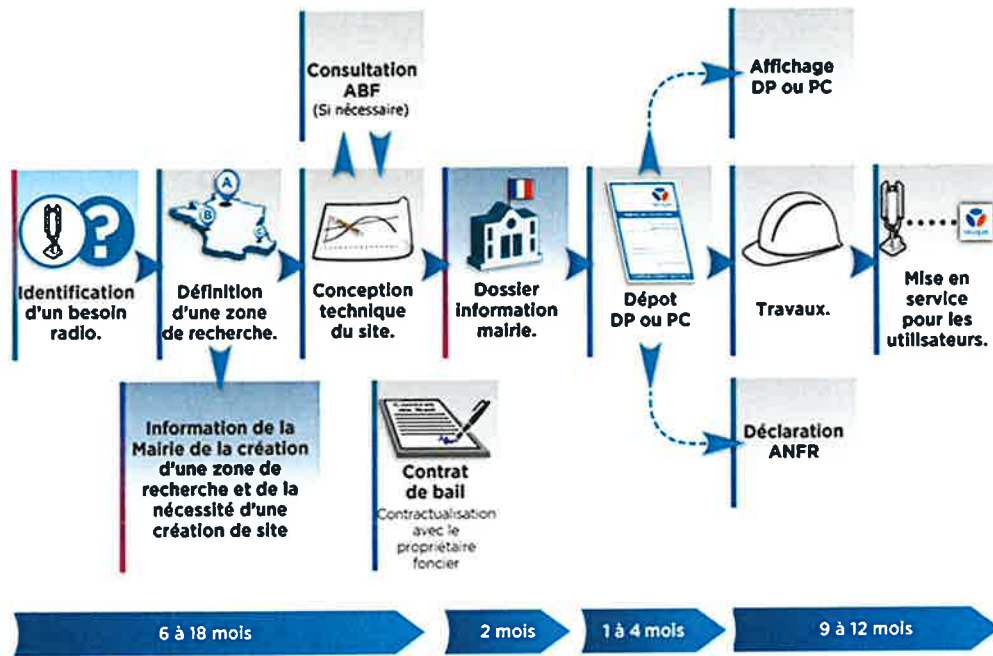 Consultation
ABF
(Si nécessaire)
Affichage
DP ou PC
A
B
C
?
Identification
d'un besoin
radio.
Définition
d'une zone
de recherche.
Conception
technique
du site.
Dossier
information
mairie.
Dépot
DP ou PC
Travaux.
Mise en
service
pour les
utilisateurs.
Information de la
Mairie de la création
d'une zone de
recherche et de la
nécessité d'une
création de site
Contrat
de Bail
Contrat
de bail
Contractualisation
avec le
propriétaire
foncier
Déclaration
ANFR
6 à 18 mois
2 mois
1 à 4 mois
9 à 12 mois